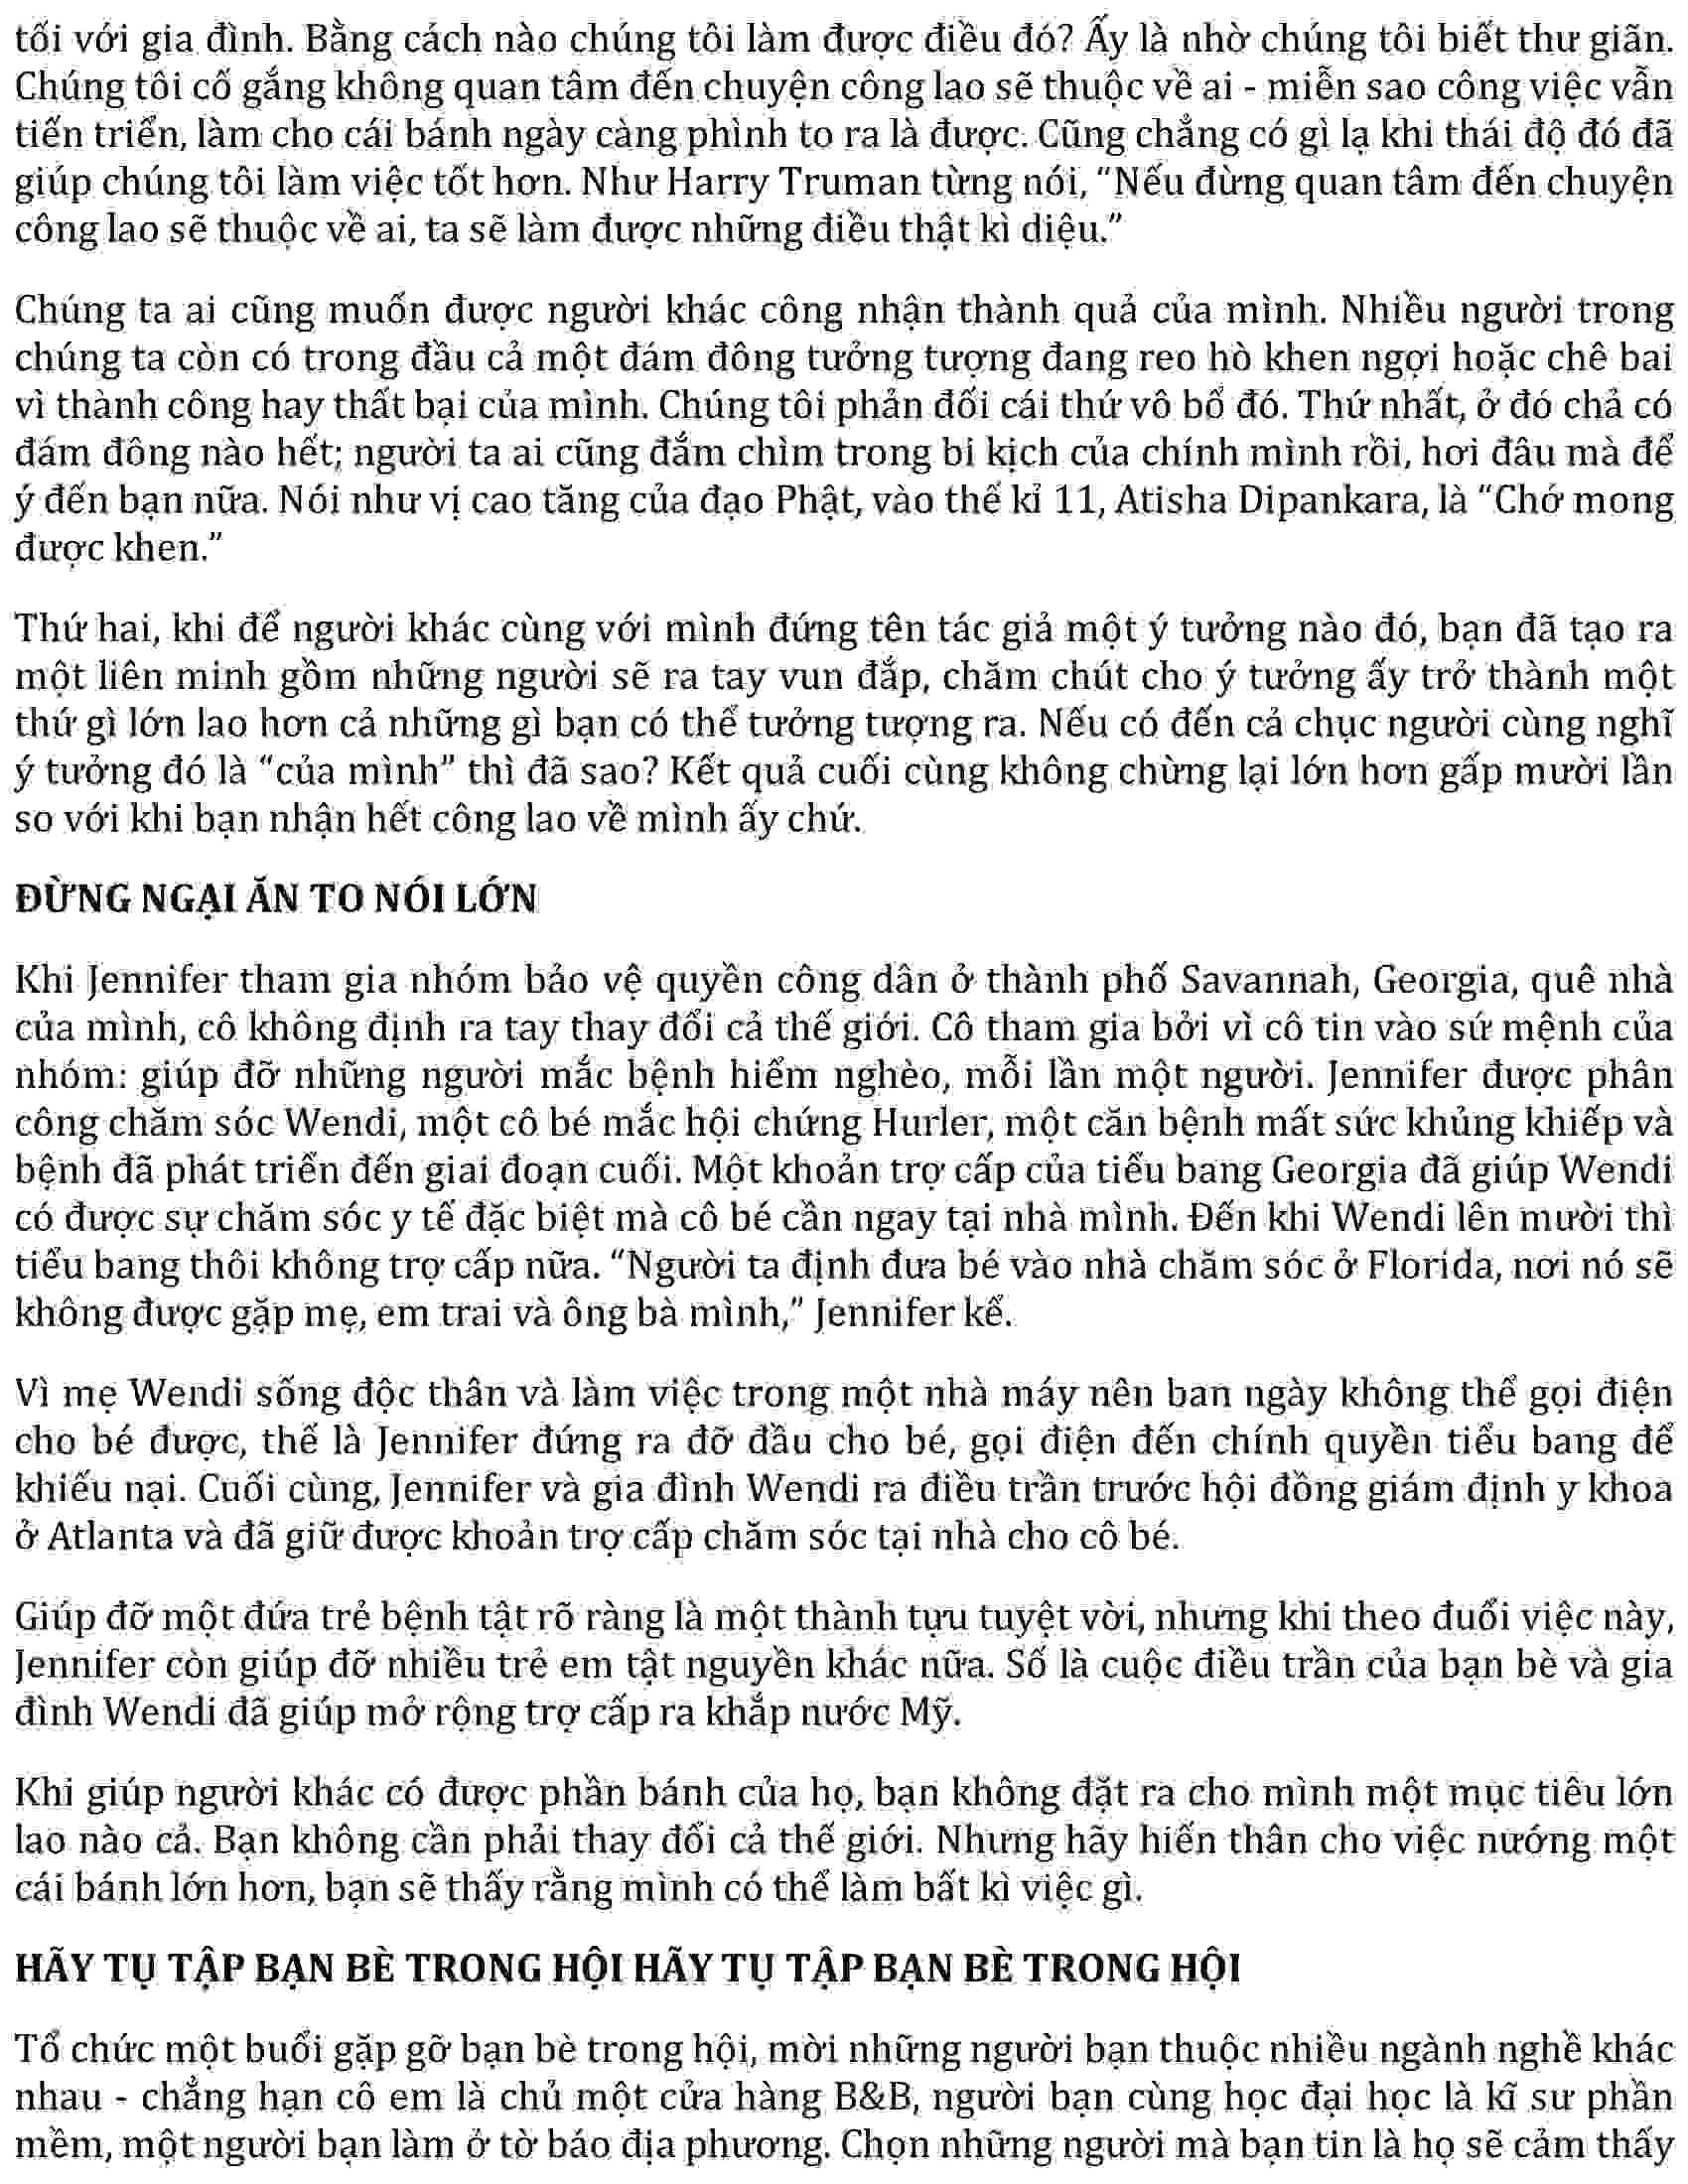 tối với gia đình. Bằng cách nào chúng tôi làm được điều đó? Ấy là nhờ chúng tôi biết thư giãn.
Chúng tôi cố gắng không quan tâm đến chuyện công lao sẽ thuộc về ai - miễn sao công việc vẫn
tiến triển, làm cho cái bánh ngày càng phình to ra là được. Cũng chẳng có gì lạ khi thái độ đó đã
giúp chúng tôi làm việc tốt hơn. Như Harry Truman từng nói, “Nếu đừng quan tâm đến chuyện
công lao sẽ thuộc về ai, ta sẽ làm được những điều thật kì diệu.”
Chúng ta ai cũng muốn được người khác công nhận thành quả của mình. Nhiều người trong
chúng ta còn có trong đầu cả một đám đông tưởng tượng đang reo hò khen ngợi hoặc chê bai
vì thành công hay thất bại của mình. Chúng tôi phản đối cái thứ vô bổ đó. Thứ nhất, ở đó chả có
đám đông nào hết; người ta ai cũng đắm chìm trong bi kịch của chính mình rồi, hơi đâu mà để
ý đến bạn nữa. Nói như vị cao tăng của đạo Phật, vào thế kỉ 11, Atisha Dipankara, là “Chớ mong
được khen.”
Thứ hai, khi để người khác cùng với mình đứng tên tác giả một ý tưởng nào đó, bạn đã tạo ra
một liên minh gồm những người sẽ ra tay vun đắp, chăm chút cho ý tưởng ấy trở thành một
thứ gì lớn lao hơn cả những gì bạn có thể tưởng tượng ra. Nếu có đến cả chục người cùng nghĩ
ý tưởng đó là “của mình” thì đã sao? Kết quả cuối cùng không chừng lại lớn hơn gấp mười lần
so với khi bạn nhận hết công lao về mình ấy chứ.
ĐỪNG NGẠI ĂN TO NÓI LỚN
Khi Jennifer tham gia nhóm bảo vệ quyền công dân ở thành phố Savannah, Georgia, quê nhà
của mình, cô không định ra tay thay đổi cả thế giới. Cô tham gia bởi vì cô tin vào sứ mệnh của
nhóm: giúp đỡ những người mắc bệnh hiểm nghèo, mỗi lần một người. Jennifer được phân
công chăm sóc Wendi, một cô bé mắc hội chứng Hurler, một căn bệnh mất sức khủng khiếp và
bệnh đã phát triển đến giai đoạn cuối. Một khoản trợ cấp của tiểu bang Georgia đã giúp Wendi
có được sự chăm sóc y tế đặc biệt mà cô bé cần ngay tại nhà mình. Đến khi Wendi lên mười thì
tiểu bang thôi không trợ cấp nữa. “Người ta định đưa bé vào nhà chăm sóc ở Florida, nơi nó sẽ
không được gặp mẹ, em trai và ông bà mình,” Jennifer kể.
Vì mẹ Wendi sống độc thân và làm việc trong một nhà máy nên ban ngày không thể gọi điện
cho bé được, thế là Jennifer đứng ra đỡ đầu cho bé, gọi điện đến chính quyền tiểu bang để
khiếu nại. Cuối cùng, Jennifer và gia đình Wendi ra điều trần trước hội đồng giám định y khoa
ở Atlanta và đã giữ được khoản trợ cấp chăm sóc tại nhà cho cô bé.
Giúp đỡ một đứa trẻ bệnh tật rõ ràng là một thành tựu tuyệt vời, nhưng khi theo đuổi việc này,
Jennifer còn giúp đỡ nhiều trẻ em tật nguyền khác nữa. Số là cuộc điều trần của bạn bè và gia
đình Wendi đã giúp mở rộng trợ cấp ra khắp nước Mỹ.
Khi giúp người khác có được phần bánh của họ, bạn không đặt ra cho mình một mục tiêu lớn
lao nào cả. Bạn không cần phải thay đổi cả thế giới. Nhưng hãy hiến thân cho việc nướng một
cái bánh lớn hơn, bạn sẽ thấy rằng mình có thể làm bất kì việc gì.
HÃY TỤ TẬP BẠN BÈ TRONG HỘI HÃY TỤ TẬP BẠN BÈ TRONG HỘI
Tổ chức một buổi gặp gỡ bạn bè trong hội, mời những người bạn thuộc nhiều ngành nghề khác
nhau - chẳng hạn cô em là chủ một cửa hàng B&B, người bạn cùng học đại học là kĩ sư phần
mềm, một người bạn làm ở tờ báo địa phương. Chọn những người mà bạn tin là họ sẽ cảm thấy